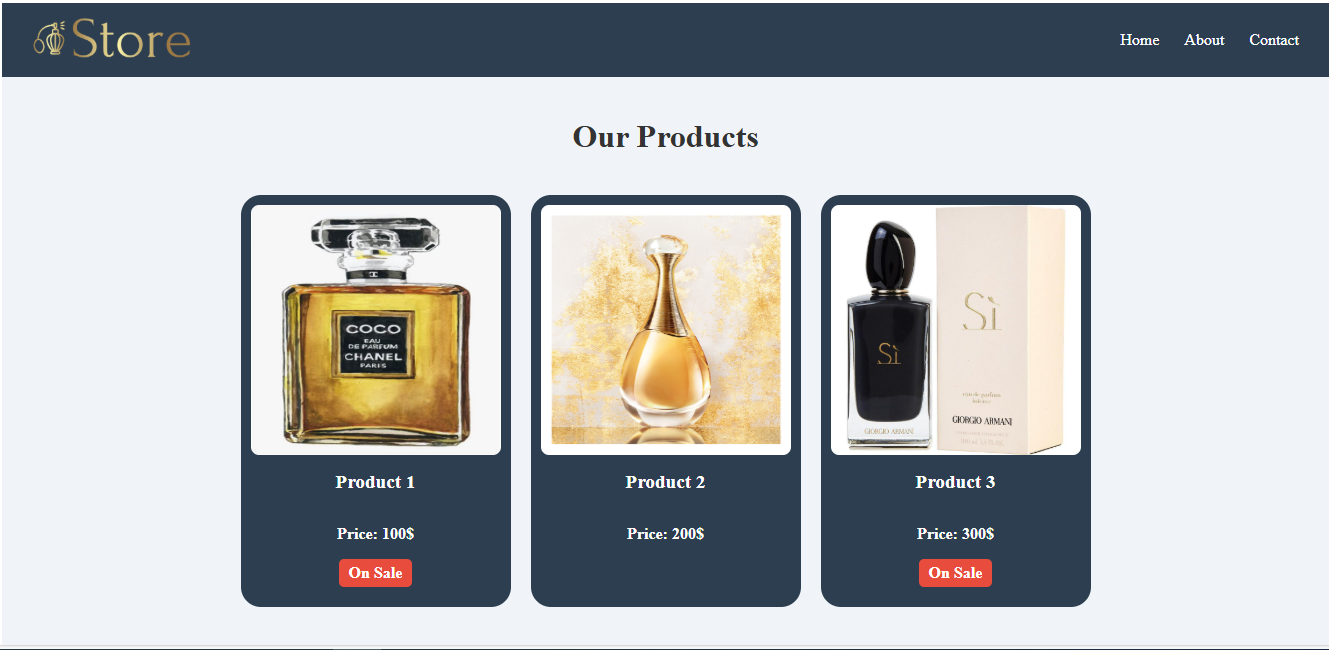 Store
Home About Contact
Our Products
COCO
EAU
DE PARFUM
CHANEL
PARIS
Sì
GIORGIO ARMANI
Sì
eau de parfum
intense
GIORGIO ARMANI
Product 1
Price: 100$
On Sale
Product 2
Price: 200$
Product 3
Price: 300$
On Sale